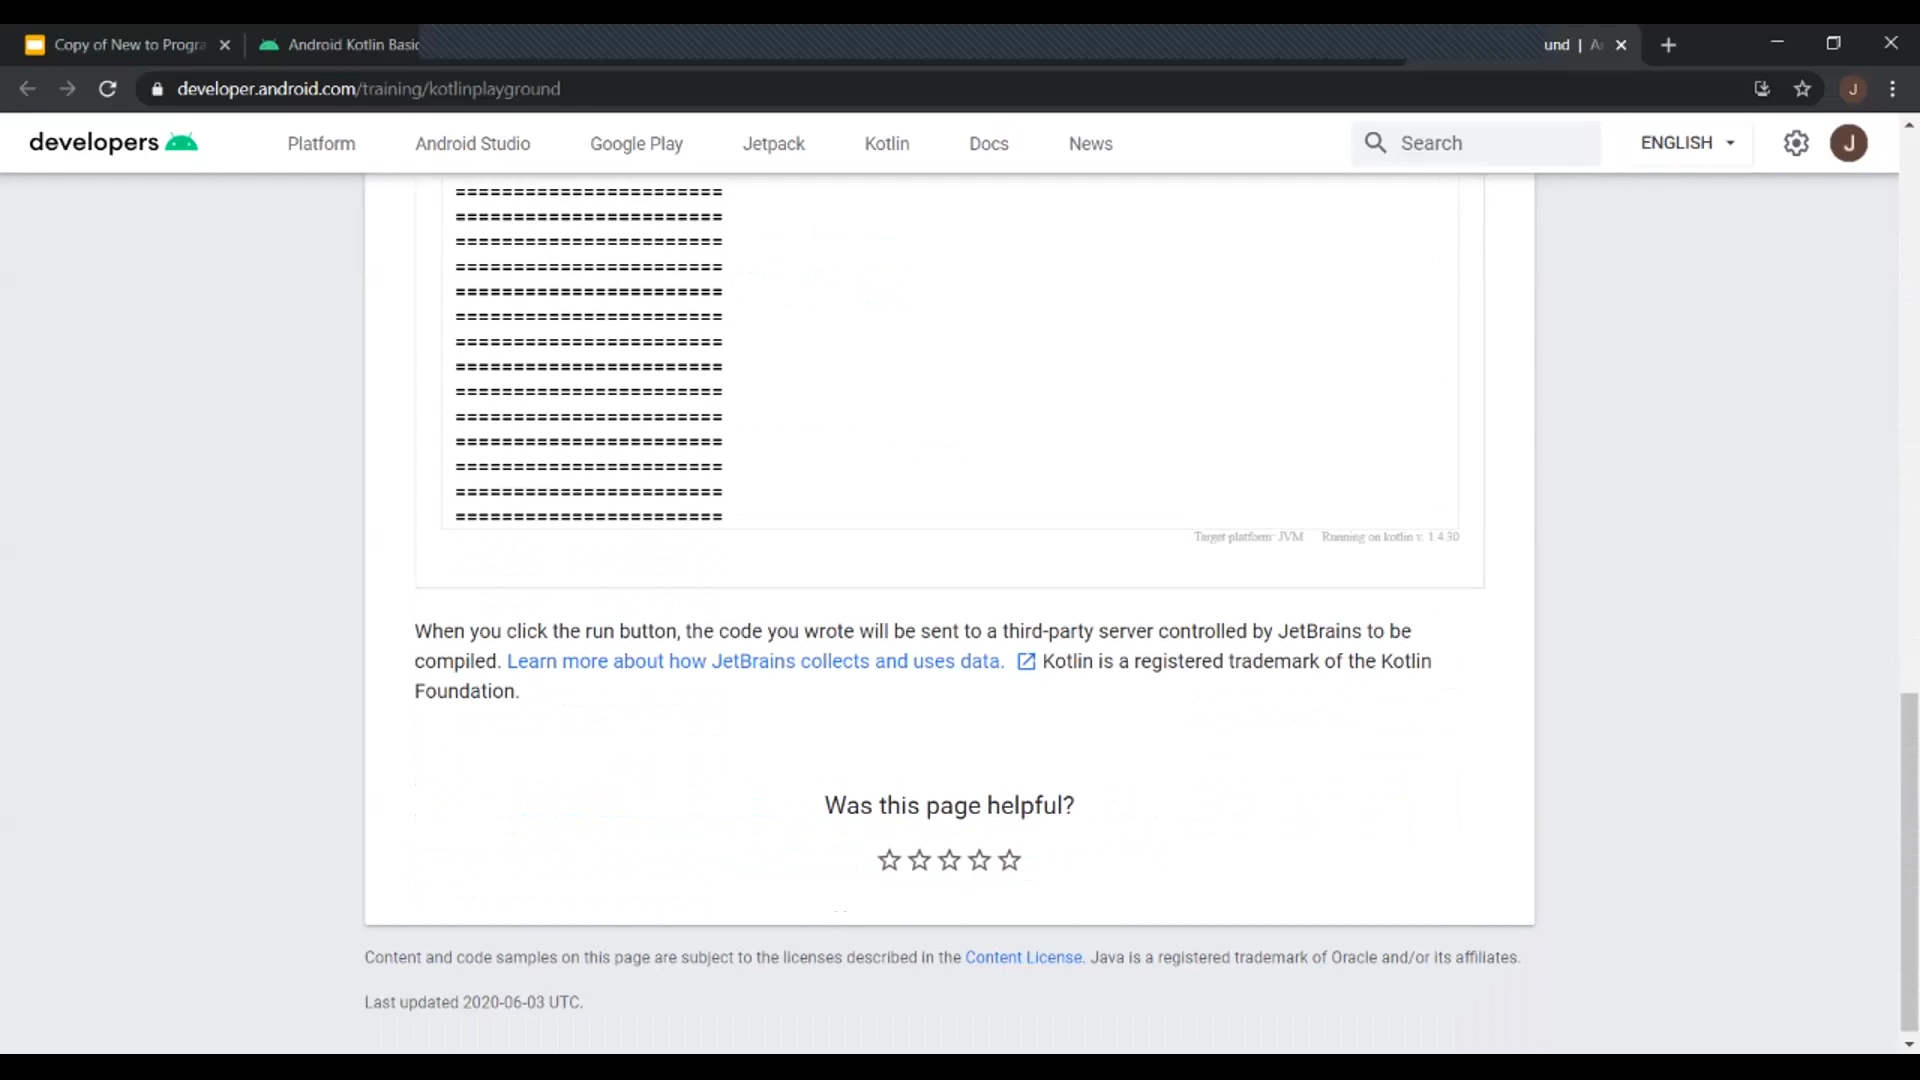 Copy of New to Progra
Android Kotlin Basic
und | A
developer.android.com/training/kotlinplayground
J
developers
Platform
Android Studio
Google Play
Jetpack
Kotlin
Docs
News
Search
ENGLISH
J
=======================
=======================
=======================
=======================
=======================
=======================
=======================
=======================
=======================
=======================
=======================
=======================
=======================
=======================
Target platform: JVM Running on kotlin v. 1.4.30
When you click the run button, the code you wrote will be sent to a third-party server controlled by JetBrains to be
compiled. Learn more about how JetBrains collects and uses data. Kotlin is a registered trademark of the Kotlin
Foundation.
Was this page helpful?
Content and code samples on this page are subject to the licenses described in the Content License. Java is a registered trademark of Oracle and/or its affiliates.
Last updated 2020-06-03 UTC.